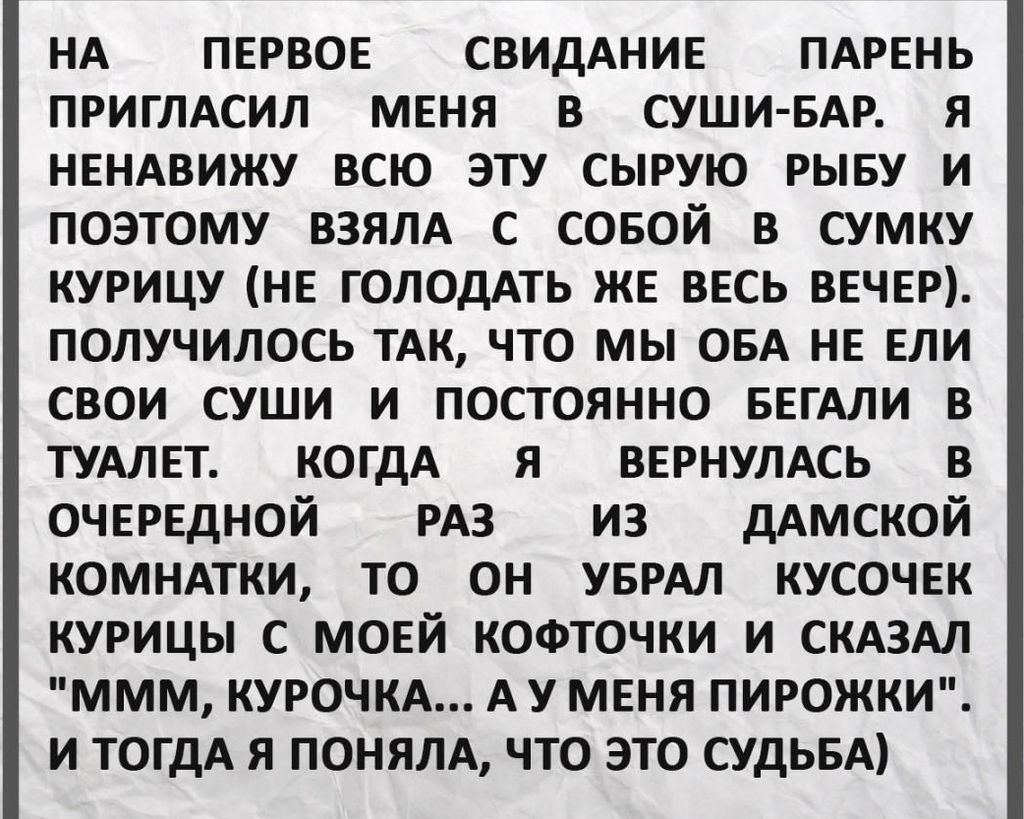 НА ПЕРВОЕ СВИДАНИЕ ПАРЕНЬ
ПРИГЛАСИЛ МЕНЯ В СУШИ-БАР. Я
НЕНАВИЖУ ВСЮ ЭТУ СЫРУЮ РЫБУ И
ПОЭТОМУ ВЗЯЛА С СОБОЙ В СУМКУ
КУРИЦУ (НЕ ГОЛОДАТЬ ЖЕ ВЕСЬ ВЕЧЕР).
ПОЛУЧИЛОСЬ ТАК, ЧТО МЫ ОБА НЕ ЕЛИ
СВОИ СУШИ И ПОСТОЯННО БЕГАЛИ В
ТУАЛЕТ. КОГДА Я ВЕРНУЛАСЬ В
ОЧЕРЕДНОЙ РАЗ ИЗ ДАМСКОЙ
КОМНАТКИ, ТО ОН УБРАЛ КУСОЧЕК
КУРИЦЫ С МОЕЙ КОФТОЧКИ И СКАЗАЛ
"МММ, КУРОЧКА... А У МЕНЯ ПИРОЖКИ".
И ТОГДА Я ПОНЯЛА, ЧТО ЭТО СУДЬБА)